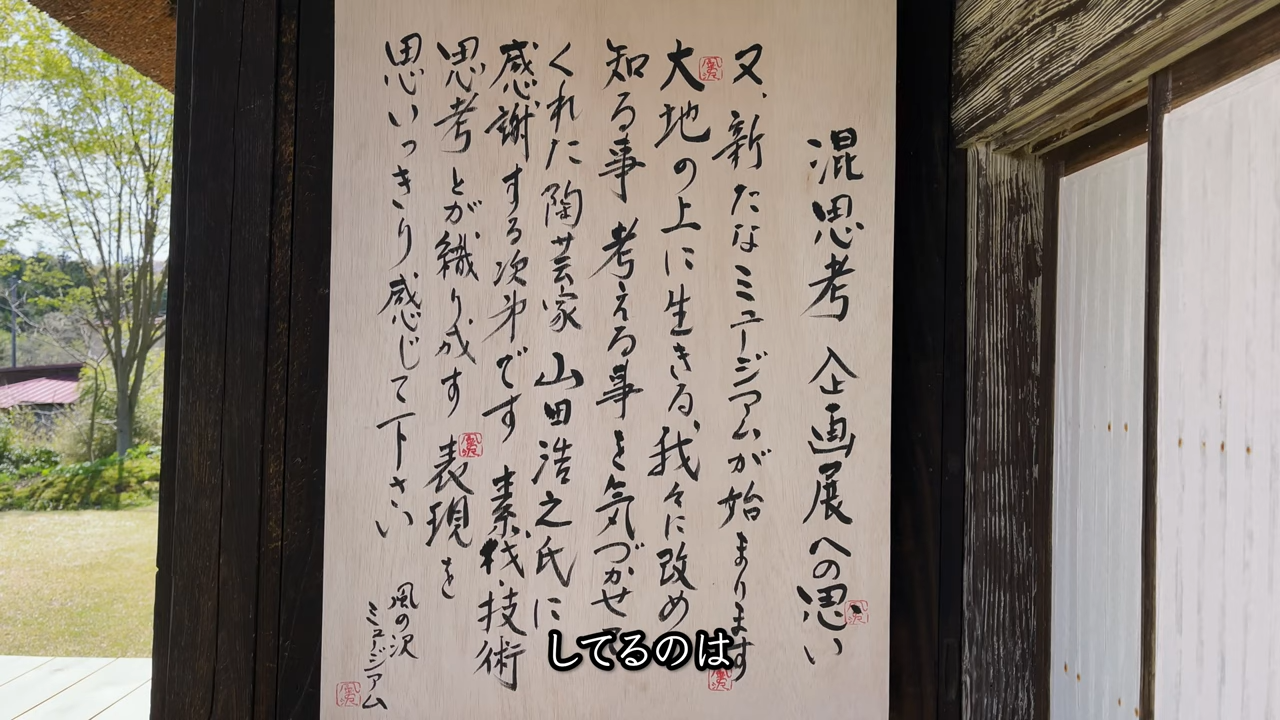 混思考 企画展への思い
又、新たなミュージアムが始まります
大地の上に生きる、我々に改め
知る事 考える事を気づかせ
くれた陶芸家 山田浩之氏に
感謝する次第です 素材・技術
思考とが織り成す 表現を
思いっきり感じて下さい
風の沢
ミュージアム
してるのは